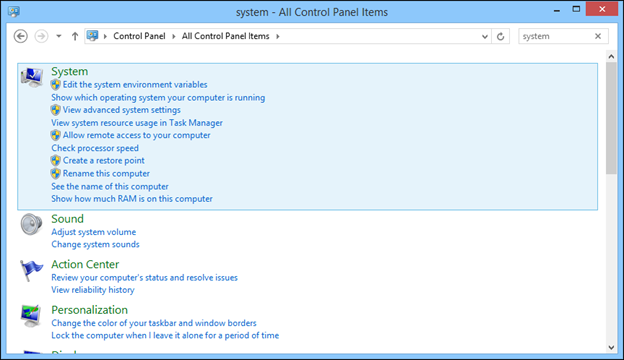 system - All Control Panel Items
Control Panel All Control Panel Items system
System
Edit the system environment variables
Show which operating system your computer is running
View advanced system settings
View system resource usage in Task Manager
Allow remote access to your computer
Check processor speed
Create a restore point
Rename this computer
See the name of this computer
Show how much RAM is on this computer
Sound
Adjust system volume
Change system sounds
Action Center
Review your computer's status and resolve issues
View reliability history
Personalization
Change the color of your taskbar and window borders
Lock the computer when I leave it alone for a period of time